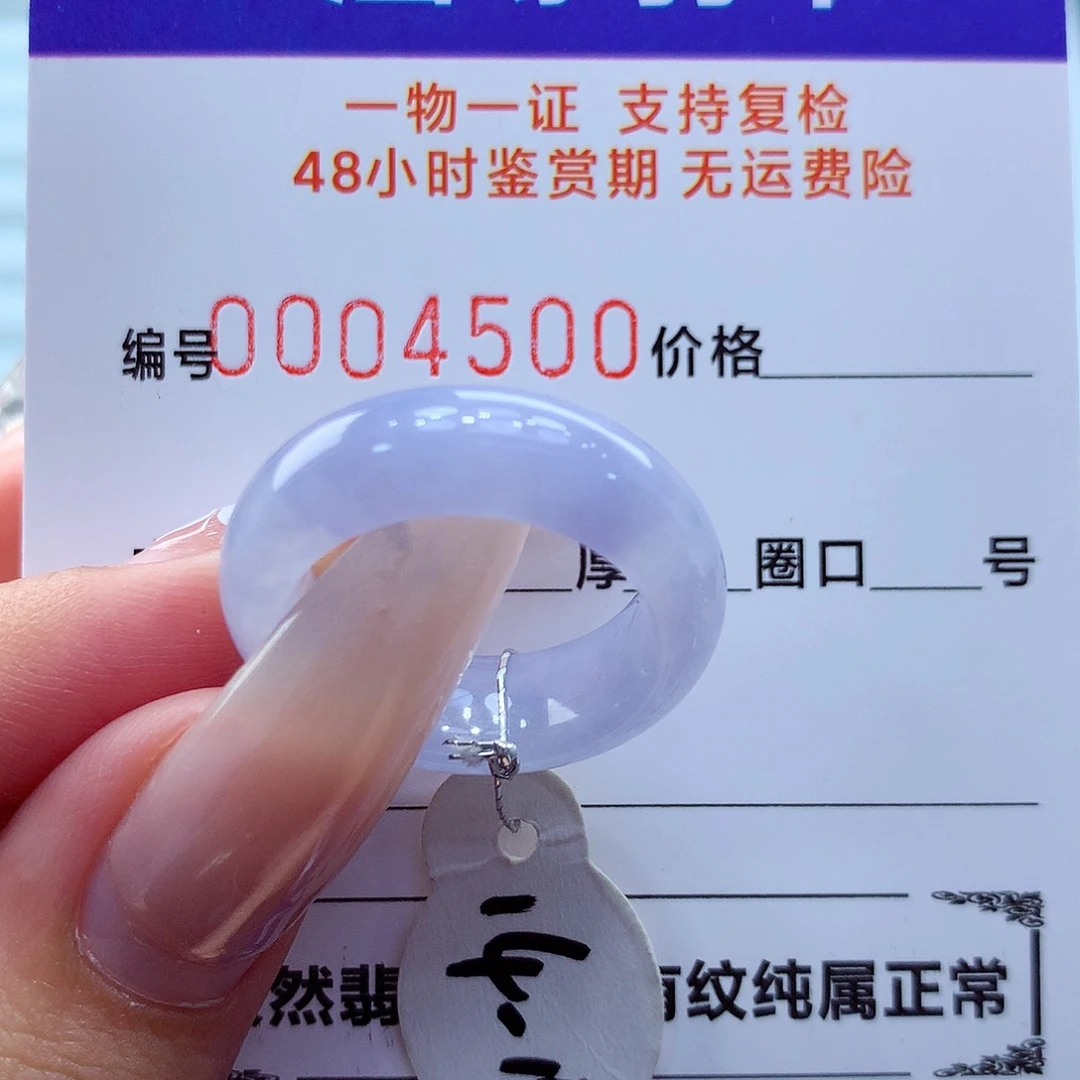 一物一证 支持复检
48小时鉴赏期 无运费险
编号0004500价格
厚 圈口 号
然翡 有纹纯属正常